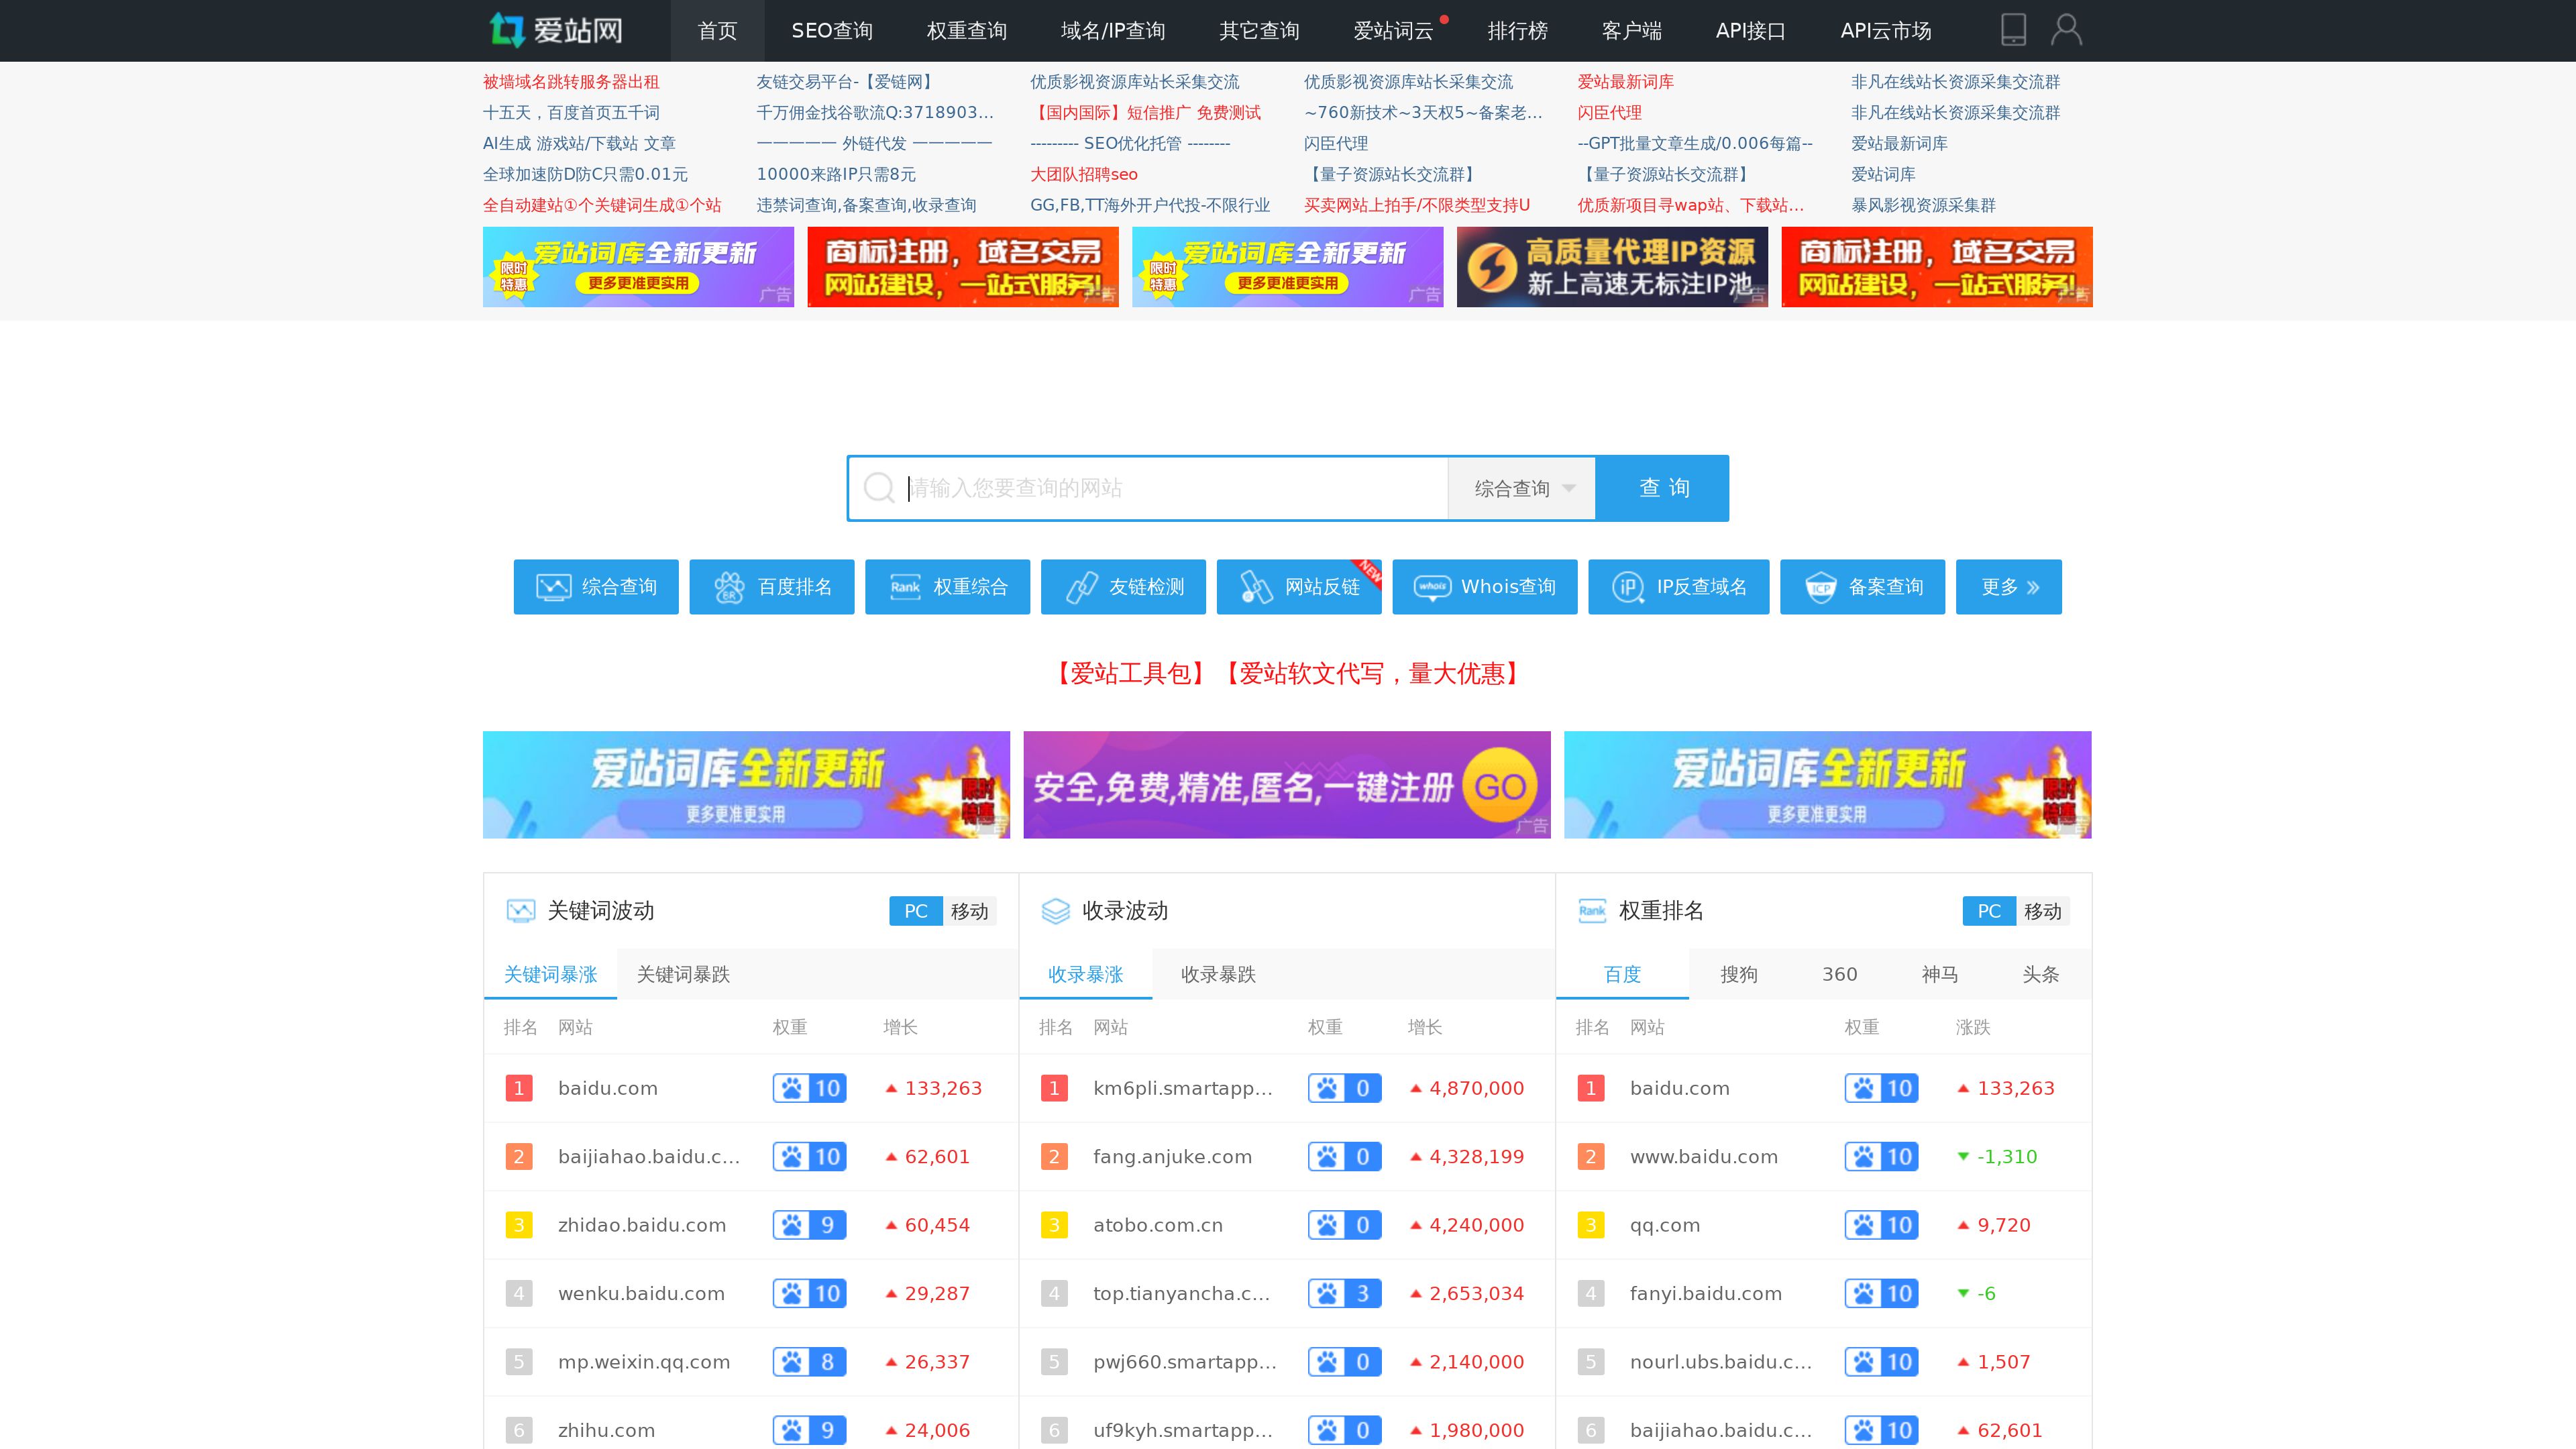 爱站网 首页 SEO查询 权重查询 域名/IP查询 其它查询 爱站词云 排行榜 客户端 API接口 API云市场
被墙域名跳转服务器出租 友链交易平台-【爱链网】 优质影视资源库站长采集交流 优质影视资源库站长采集交流 爱站最新词库 非凡在线站长资源采集交流群
十五天，百度首页五千词 千万佣金找谷歌流Q:3718903... 【国内国际】短信推广 免费测试 ~760新技术~3天权5~备案老... 闪臣代理 非凡在线站长资源采集交流群
AI生成 游戏站/下载站 文章 一一一一一 外链代发 一一一一一 --------- SEO优化托管 -------- 闪臣代理 --GPT批量文章生成/0.006每篇-- 爱站最新词库
全球加速防D防C只需0.01元 10000来路IP只需8元 大团队招聘seo 【量子资源站长交流群】 【量子资源站长交流群】 爱站词库
全自动建站①个关键词生成①个站 违禁词查询,备案查询,收录查询 GG,FB,TT海外开户代投-不限行业 买卖网站上拍手/不限类型支持U 优质新项目寻wap站、下载站... 暴风影视资源采集群
限时特惠 爱站词库全新更新 更多更准更实用 广告
商标注册，域名交易 网站建设，一站式服务! 广告
限时特惠 爱站词库全新更新 更多更准更实用 广告
高质量代理IP资源 新上高速无标注IP池 广告
商标注册，域名交易 网站建设，一站式服务! 广告
请输入您要查询的网站 综合查询 查 询
综合查询 BR 百度排名 Rank 权重综合 友链检测 网站反链 NEW whois Whois查询 iP IP反查域名 ICP 备案查询 更多
【爱站工具包】【爱站软文代写，量大优惠】
爱站词库全新更新 更多更准更实用 限时特惠 广告
安全,免费,精准,匿名,一键注册 GO 广告
爱站词库全新更新 更多更准更实用 限时特惠 广告
关键词波动 PC 移动
关键词暴涨 关键词暴跌
排名 网站 权重 增长
1 baidu.com 10 133,263
2 baijiahao.baidu.c... 10 62,601
3 zhidao.baidu.com 9 60,454
4 wenku.baidu.com 10 29,287
5 mp.weixin.qq.com 8 26,337
6 zhihu.com 9 24,006
收录波动
收录暴涨 收录暴跌
排名 网站 权重 增长
1 km6pli.smartapp... 0 4,870,000
2 fang.anjuke.com 0 4,328,199
3 atobo.com.cn 0 4,240,000
4 top.tianyancha.c... 3 2,653,034
5 pwj660.smartapp... 0 2,140,000
6 uf9kyh.smartapp... 0 1,980,000
Rank 权重排名 PC 移动
百度 搜狗 360 神马 头条
排名 网站 权重 涨跌
1 baidu.com 10 133,263
2 www.baidu.com 10 -1,310
3 qq.com 10 9,720
4 fanyi.baidu.com 10 -6
5 nourl.ubs.baidu.c... 10 1,507
6 baijiahao.baidu.c... 10 62,601